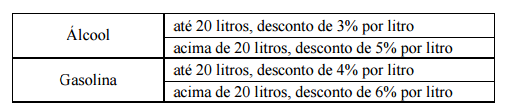 Álcool
até 20 litros, desconto de 3% por litro
acima de 20 litros, desconto de 5% por litro
Gasolina
até 20 litros, desconto de 4% por litro
acima de 20 litros, desconto de 6% por litro